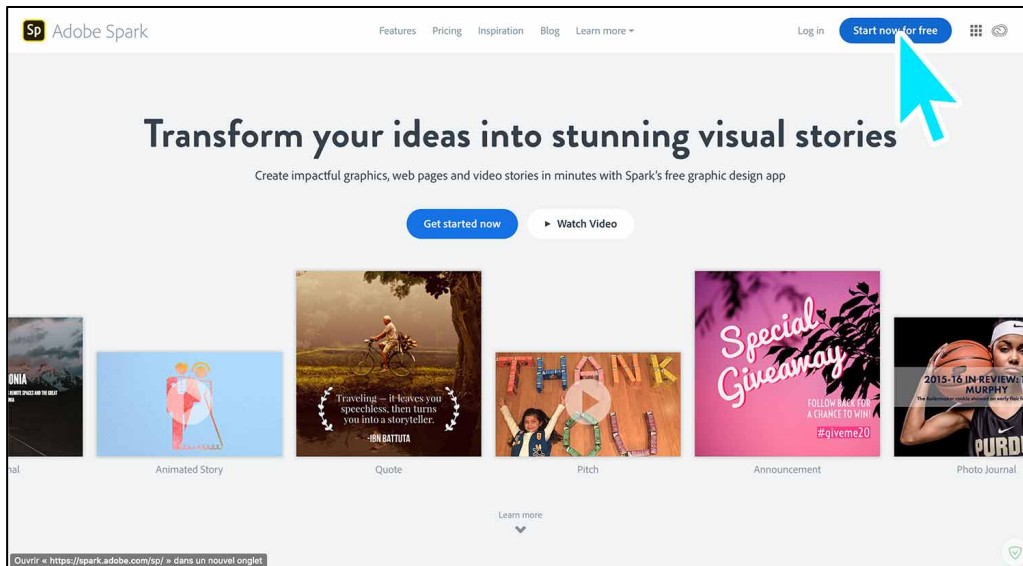 Sp Adobe Spark
Features Pricing Inspiration Blog Learn more
Log in Start now for free
Transform your ideas into stunning visual stories
Create impactful graphics, web pages and video stories in minutes with Spark's free graphic design app
Get started now
Watch Video
ONIA
Traveling — it leaves you
speechless, then turns
you into a storyteller.
-IBN BATTUTA
THANK
YOU
Special
Giveaway
FOLLOW BACK FOR
A CHANCE TO WIN!
#giveme20
2015-16 IN REVIEW:
MURPHY
PURD
nal
Animated Story
Quote
Pitch
Announcement
Photo Journal
Learn more
Ouvrir « https://spark.adobe.com/sp/ » dans un nouvel onglet